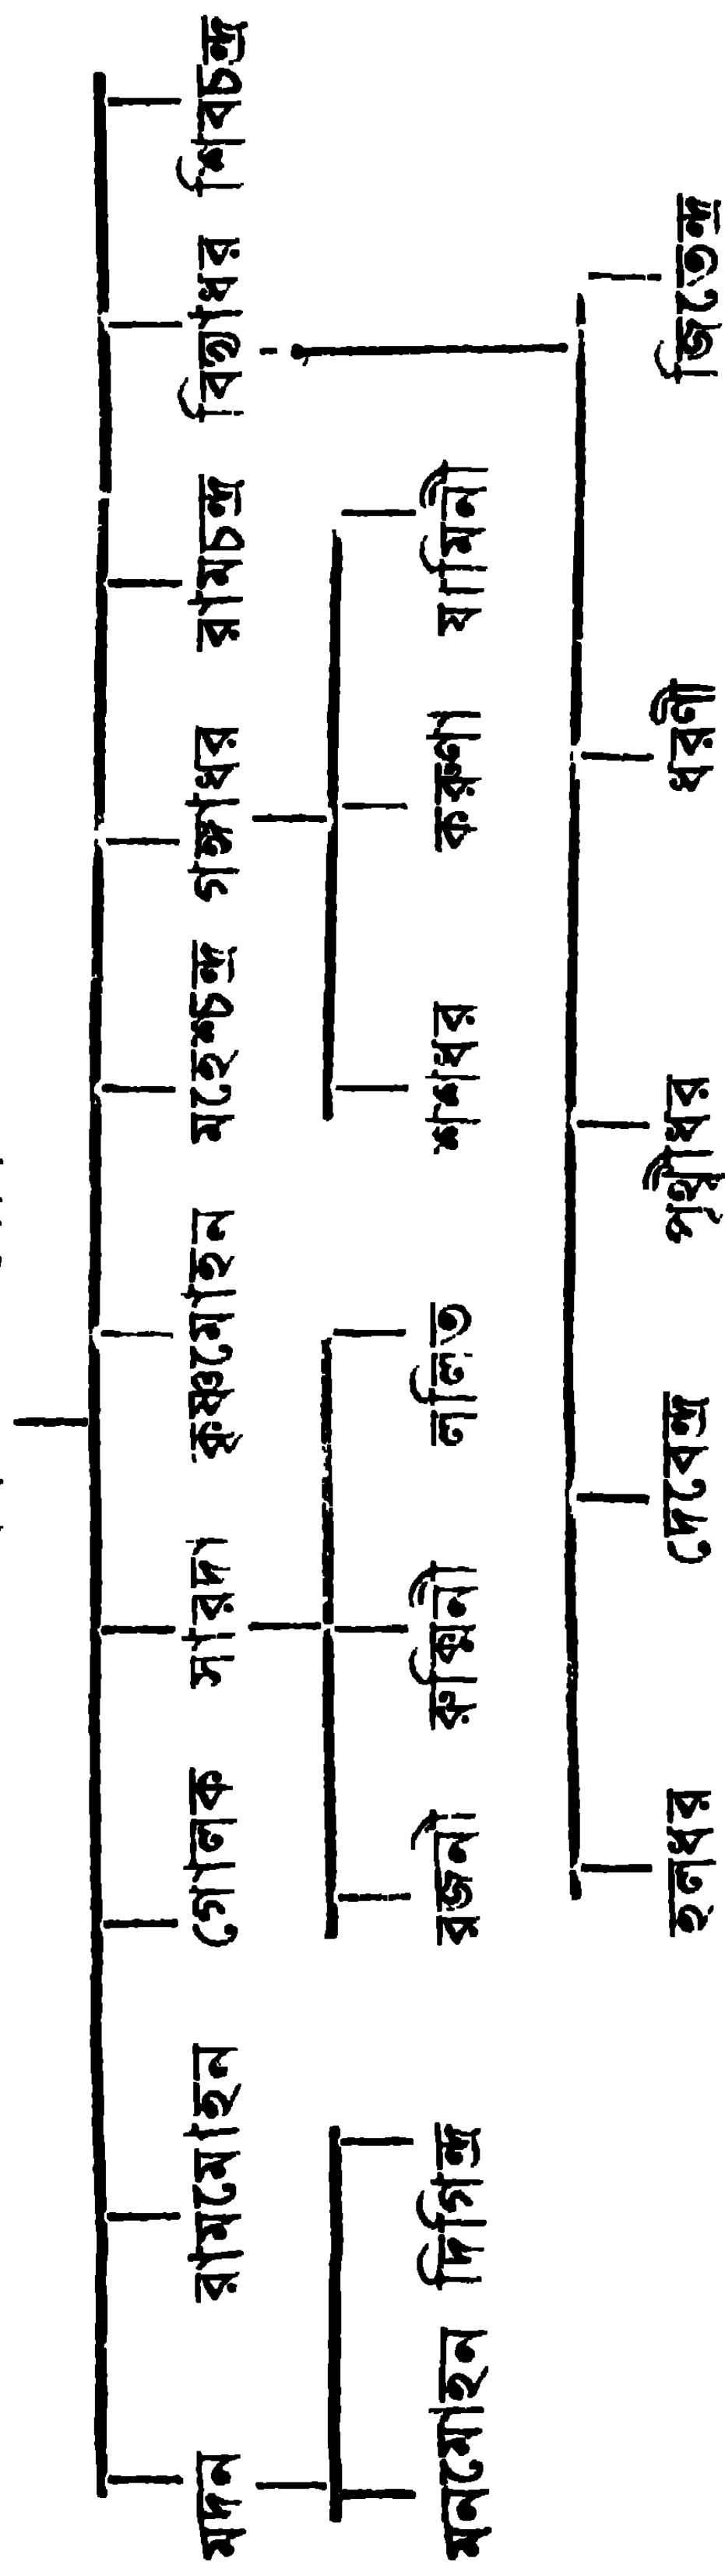 মদন রামমোহন গোলক সারদা কৃষ্ণমোহন মহেশচন্দ্র গঙ্গাধর রামচন্দ্র বিদ্যাধর শিবচন্দ্র
মনমোহন দিগিন্দ্র রজনী রুক্মিনী ললিত শশধর করুণা যামিনী
হলধর দেবেন্দ্র পৃথ্বীধর ধরণী জিতেন্দ্র